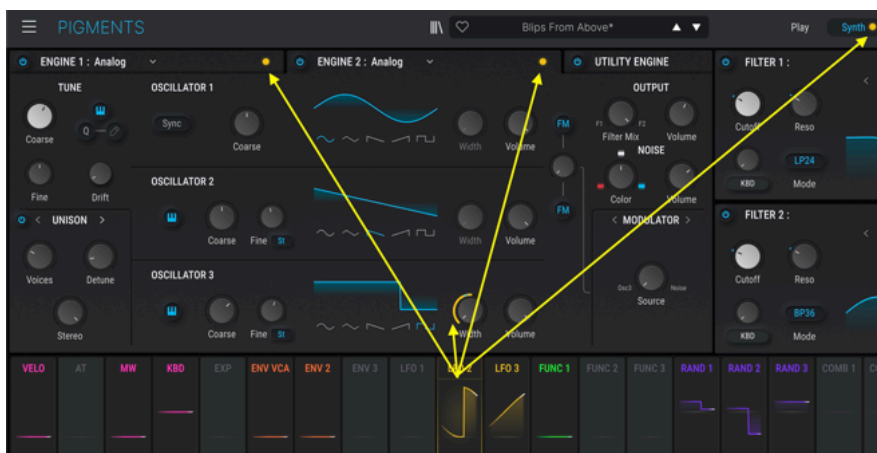 PIGMENTS
Blips From Above*
Play
Synth
ENGINE 1 : Analog
ENGINE 2 : Analog
UTILITY ENGINE
FILTER 1 :
TUNE
OSCILLATOR 1
OUTPUT
Sync
Q
Coarse
Coarse
Width
Volume
FM
F1
F2
Filter Mix
Volume
Cutoff
Reso
NOISE
OSCILLATOR 2
LP24
Fine
Drift
KBD
Mode
Color
Volume
FM
UNISON
MODULATOR
FILTER 2 :
Coarse
Fine
St
Width
Volume
Voices
Detune
OSCILLATOR 3
Osc3
Noise
Source
Cutoff
Reso
BP36
Stereo
Coarse
Fine
St
Width
Volume
KBD
Mode
VELO
AT
MW
KBD
EXP
ENV VCA
ENV 2
ENV 3
LFO 1
LFO 3
FUNC 1
FUNC 2
FUNC 3
RAND 1
RAND 2
RAND 3
COMB 1